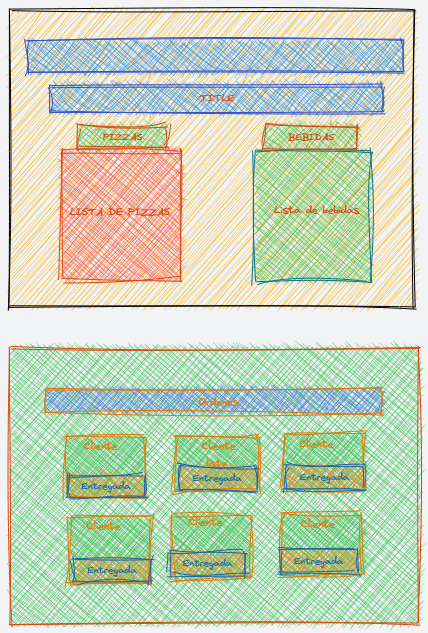 TITLE
PIZZAS
BEBIDAS
LISTA DE PIZZAS
Lista de bebidas
Ordenes
Cliente
Cliente
Cliente
lista
Entregada
Entregada
Entregada
Cliente
Cliente
Cliente
Entregada
Entregada
Entregada